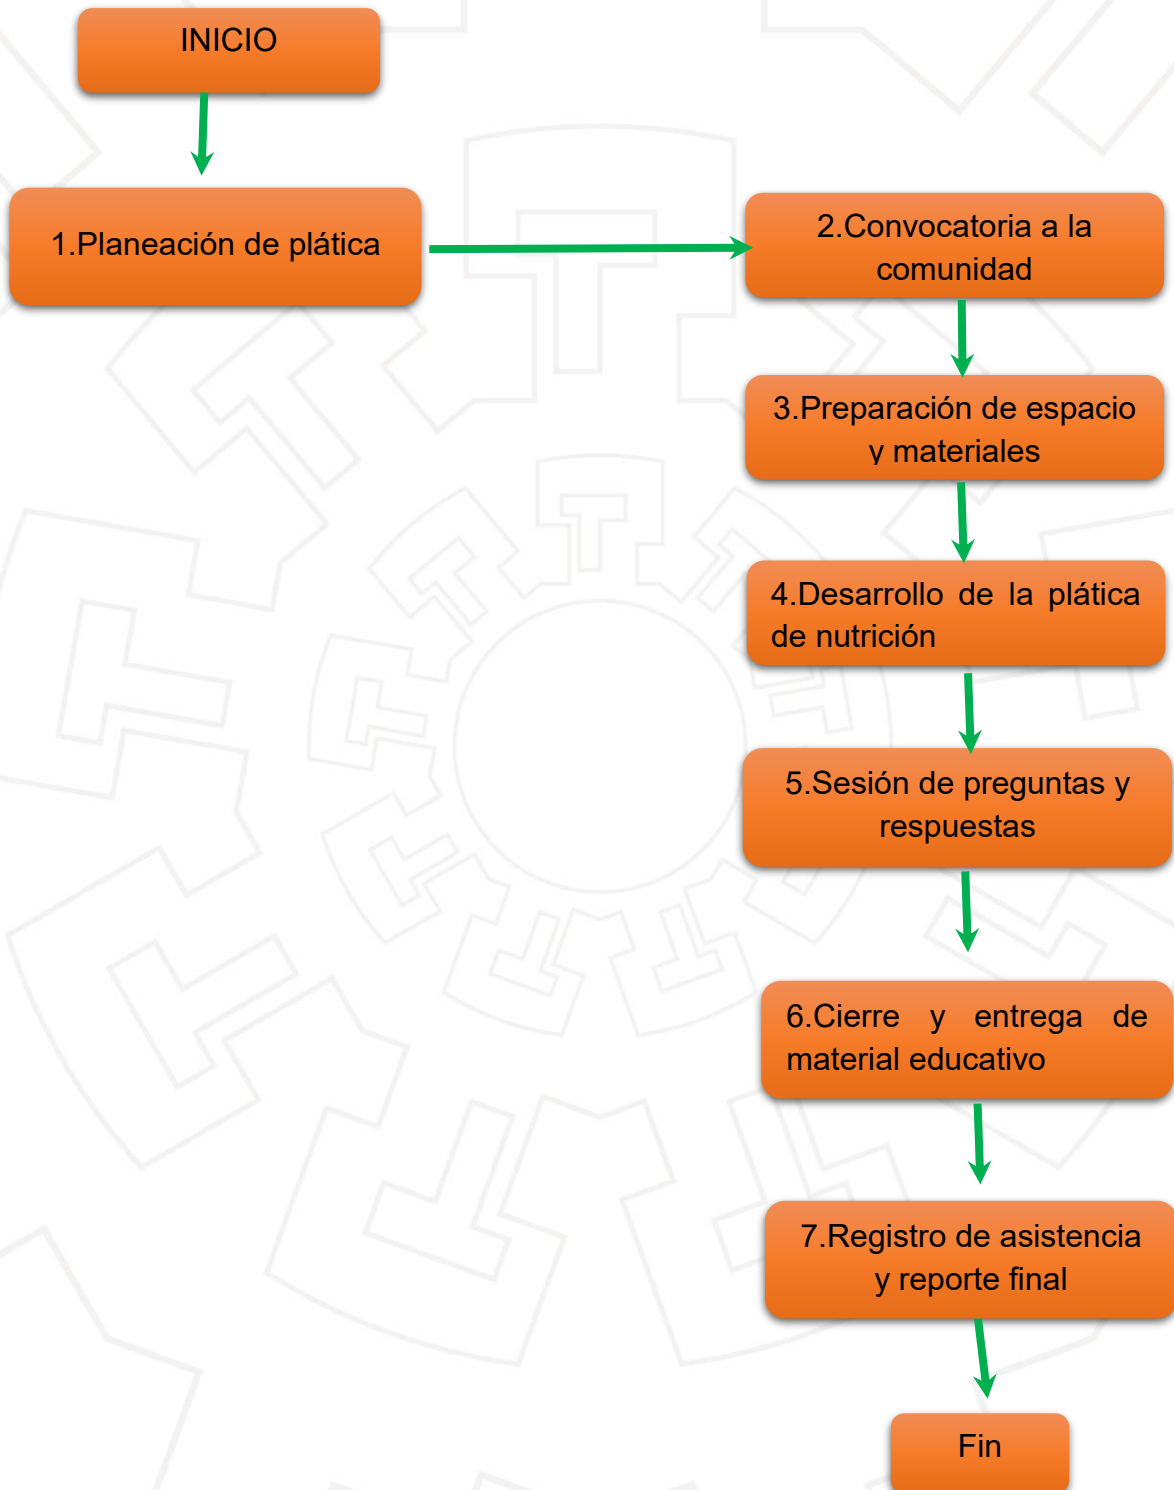 INICIO
1.Planeación de plática
2.Convocatoria a la
comunidad
3.Preparación de espacio
y materiales
4.Desarrollo de la plática
de nutrición
5.Sesión de preguntas y
respuestas
6.Cierre y entrega de
material educativo
7.Registro de asistencia
y reporte final
Fin